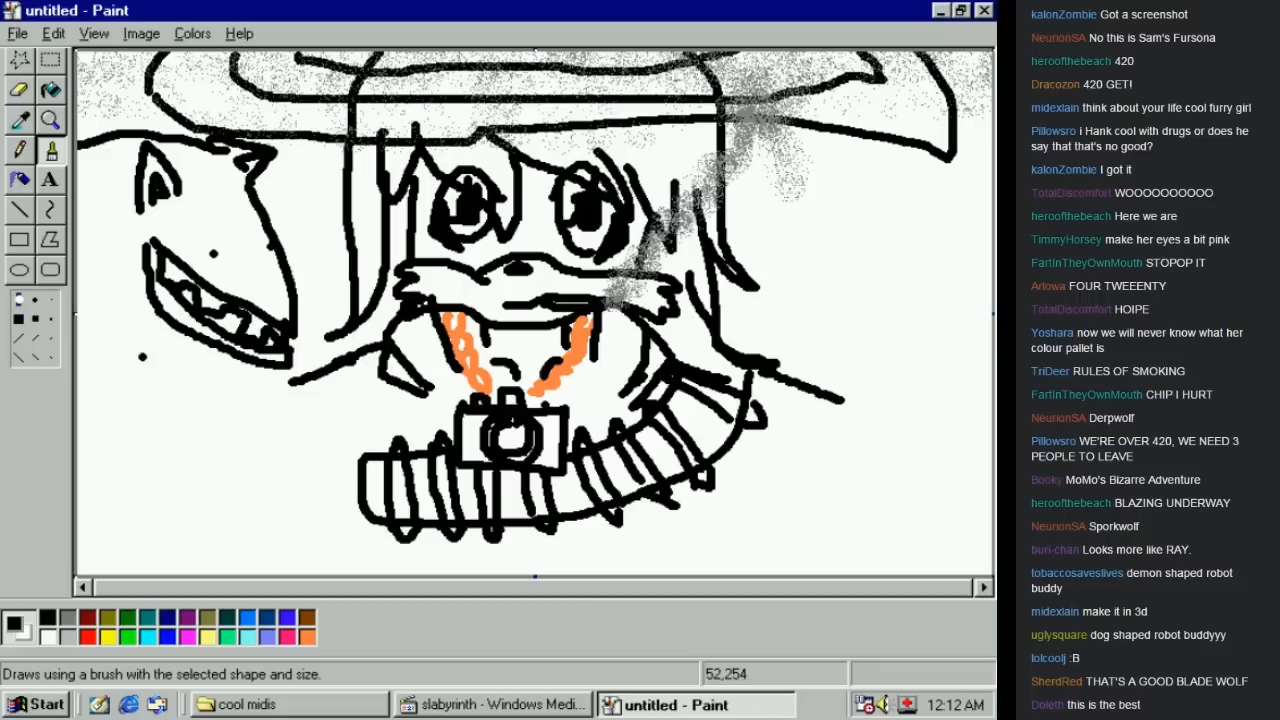 untitled - Paint
File Edit View Image Colors Help
A
Draws using a brush with the selected shape and size.
52,254
Start
cool midis
slabyrinth - Windows Medi...
untitled - Paint
12:12 AM
kalonZombie Got a screenshot
NeurionSA No this is Sam's Fursona
heroofthebeach 420
Dracozon 420 GET!
midexlain think about your life cool furry girl
Pillowsro i Hank cool with drugs or does he
say that that's no good?
kalonZombie I got it
TotalDiscomfort WOOOOOOOOO
heroofthebeach Here we are
TimmyHorsey make her eyes a bit pink
FartInTheyOwnMouth STOPOP IT
Arlowa FOUR TWEEENTY
TotalDiscomfort HOIPE
Yoshara now we will never know what her
colour pallet is
TriDeer RULES OF SMOKING
FartInTheyOwnMouth CHIP I HURT
NeurionSA Derpwolf
Pillowsro WE'RE OVER 420, WE NEED 3
PEOPLE TO LEAVE
Booky MoMo's Bizarre Adventure
heroofthebeach BLAZING UNDERWAY
NeurionSA Sporkwolf
buri-chan Looks more like RAY.
tobaccosaveslives demon shaped robot
buddy
midexlain make it in 3d
uglysquare dog shaped robot buddyyy
lolcoolj :B
SherdRed THAT'S A GOOD BLADE WOLF
Doleth this is the best